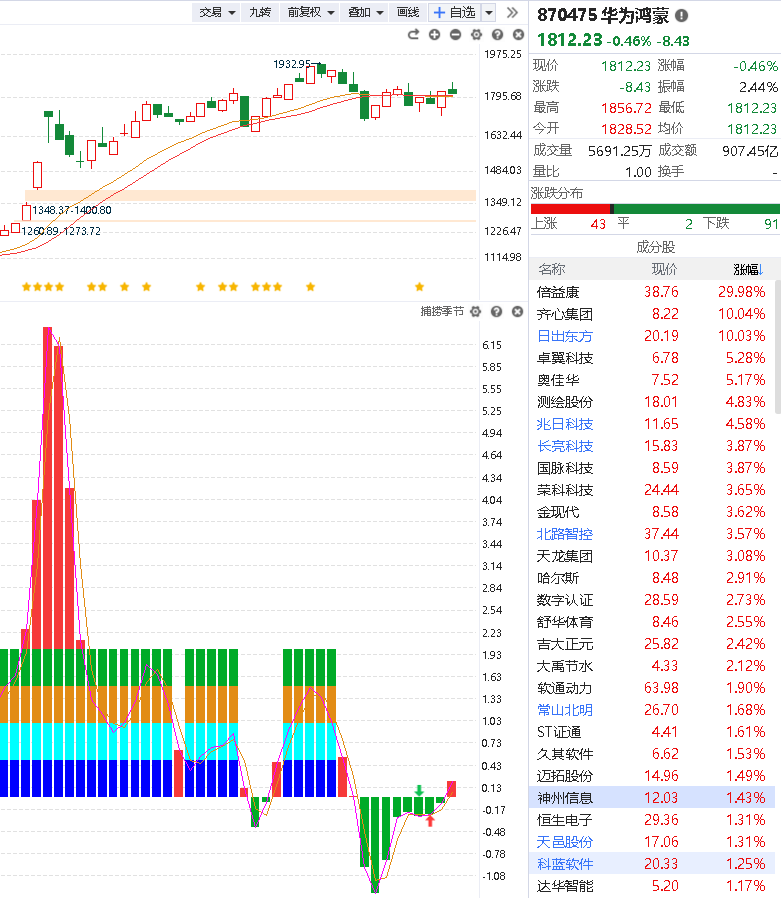 交易 九转 前复权 叠加 画线 + 自选
1932.95
1975.25
1795.68
1632.44
1484.03
1349.12
1226.47
1114.98
1348.37-1400.80
1260.89-1273.72
捕捞季节
6.15
5.85
5.55
5.25
4.94
4.64
4.34
4.04
3.74
3.44
3.14
2.84
2.54
2.23
1.93
1.63
1.33
1.03
0.73
0.43
0.13
-0.17
-0.48
-0.78
-1.08
870475 华为鸿蒙
1812.23 -0.46% -8.43
现价 1812.23 涨幅 -0.46%
涨跌 -8.43 振幅 2.44%
最高 1856.72 最低 1812.23
今开 1828.52 均价 1812.23
成交量 5691.25万 成交额 907.45亿
量比 1.00 换手 -
涨跌分布
上涨 43 平 2 下跌 91
成分股
名称 现价 涨幅↓
倍益康 38.76 29.98%
齐心集团 8.22 10.04%
日出东方 20.19 10.03%
卓翼科技 6.78 5.28%
奥佳华 7.52 5.17%
测绘股份 18.01 4.83%
兆日科技 11.65 4.58%
长亮科技 15.83 3.87%
国脉科技 8.59 3.87%
荣科科技 24.44 3.65%
金现代 8.58 3.62%
北路智控 37.44 3.57%
天龙集团 10.37 3.08%
哈尔斯 8.48 2.91%
数字认证 28.59 2.73%
舒华体育 8.46 2.55%
吉大正元 25.82 2.42%
大禹节水 4.33 2.12%
软通动力 63.98 1.90%
常山北明 26.70 1.68%
ST证通 4.41 1.61%
久其软件 6.62 1.53%
迈拓股份 14.96 1.49%
神州信息 12.03 1.43%
恒生电子 29.36 1.31%
天邑股份 17.06 1.31%
科蓝软件 20.33 1.25%
达华智能 5.20 1.17%